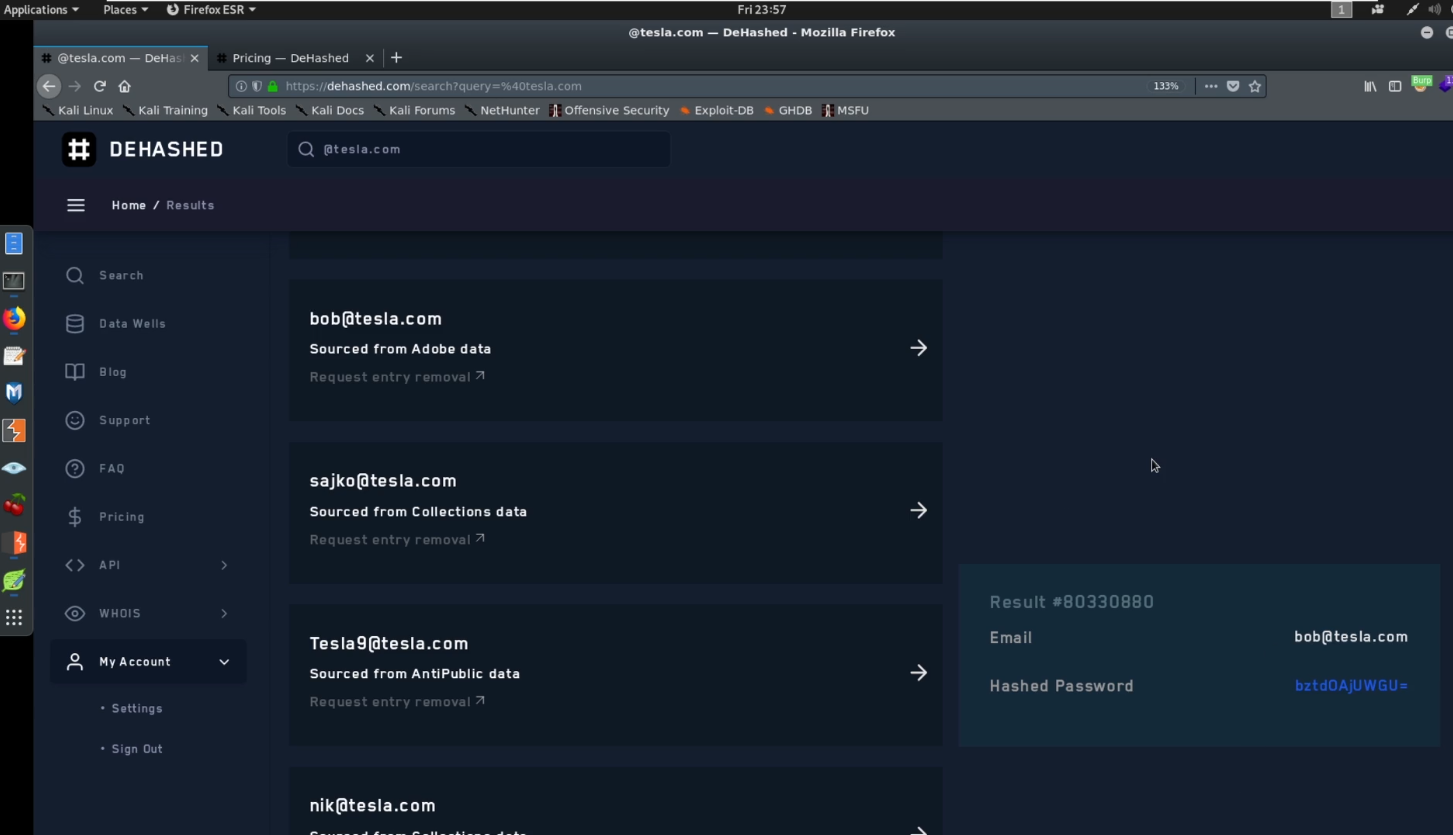 Applications Places Firefox ESR Fri 23:57 1
@tesla.com — DeHashed - Mozilla Firefox
@tesla.com — DeHas Pricing — DeHashed
https://dehashed.com/search?query=%40tesla.com 133% Burp
Kali Linux Kali Training Kali Tools Kali Docs Kali Forums NetHunter Offensive Security Exploit-DB GHDB MSFU
DEHASHED @tesla.com
Home / Results
Search
Data Wells
Blog
Support
FAQ
Pricing
API
WHOIS
My Account
• Settings
• Sign Out
bob@tesla.com
Sourced from Adobe data
Request entry removal
sajko@tesla.com
Sourced from Collections data
Request entry removal
Tesla9@tesla.com
Sourced from AntiPublic data
Request entry removal
nik@tesla.com
Sourced from Collections data
Result #80330880
Email bob@tesla.com
Hashed Password bztdOAjUWGU=